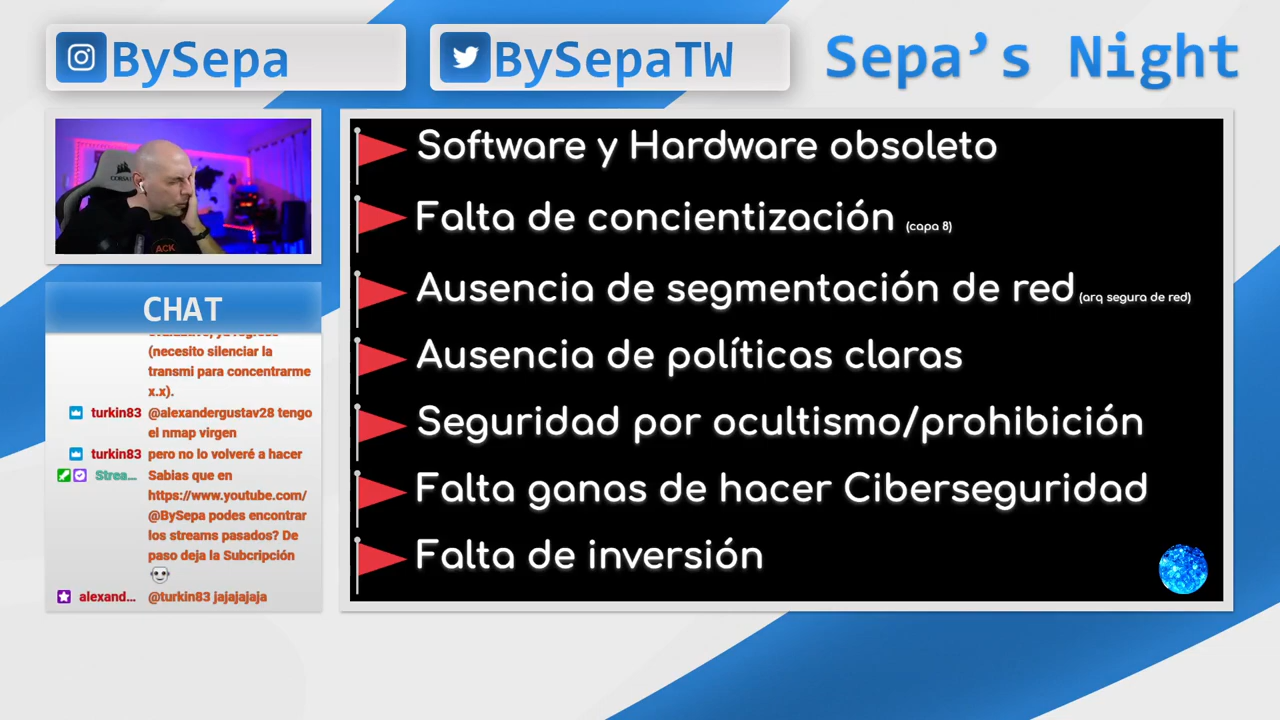 BySepa
BySepaTW
Sepa’s Night
Software y Hardware obsoleto
Falta de concientización (capa 8)
Ausencia de segmentación de red (arq segura de red)
Ausencia de políticas claras
Seguridad por ocultismo/prohibición
Falta ganas de hacer Ciberseguridad
Falta de inversión
CHAT
(necesito silenciar la
transmi para concentrarme
x.x).
turkin83 @alexandergustav28 tengo
el nmap virgen
turkin83 pero no lo volveré a hacer
Strea... Sabias que en
https://www.youtube.com/
@BySepa podes encontrar
los streams pasados? De
paso deja la Subcripción
alexand... @turkin83 jajajajaja